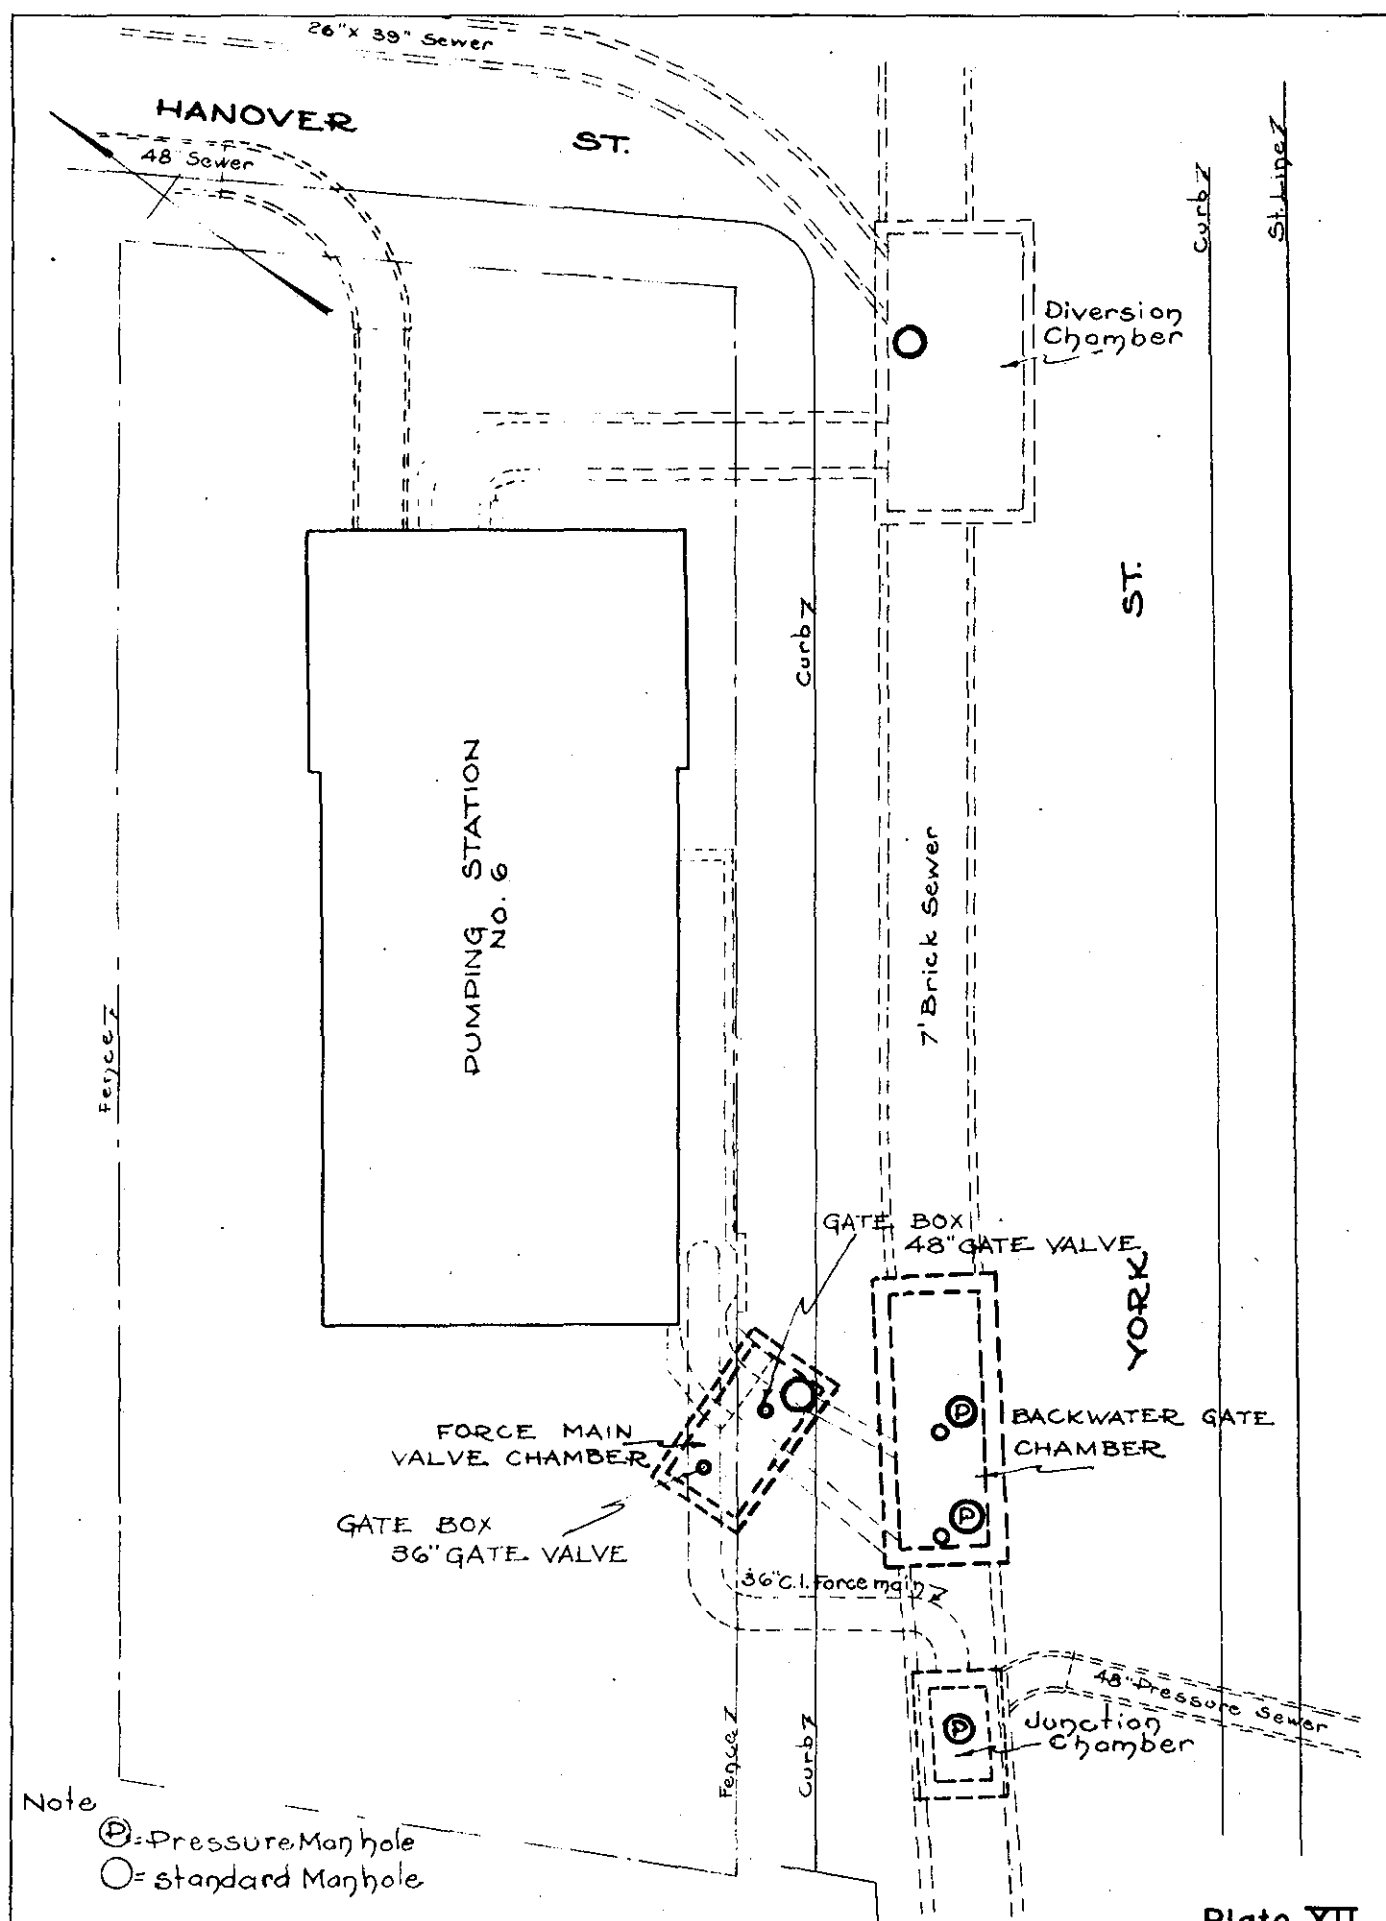 26"x 39" Sewer
HANOVER ST.
48" Sewer
Curb
St. Line
Diversion
Chamber
ST.
Curb
PUMPING STATION
NO. 6
7' Brick Sewer
Fence
GATE BOX
48" GATE VALVE
YORK
FORCE MAIN
VALVE CHAMBER
P
BACKWATER GATE
CHAMBER
P
GATE BOX
36" GATE VALVE
36" C.I. Force main
48" Pressure Sewer
P
Junction
Chamber
Fence
Curb
Note
P = Pressure Manhole
= Standard Manhole
Plate XII